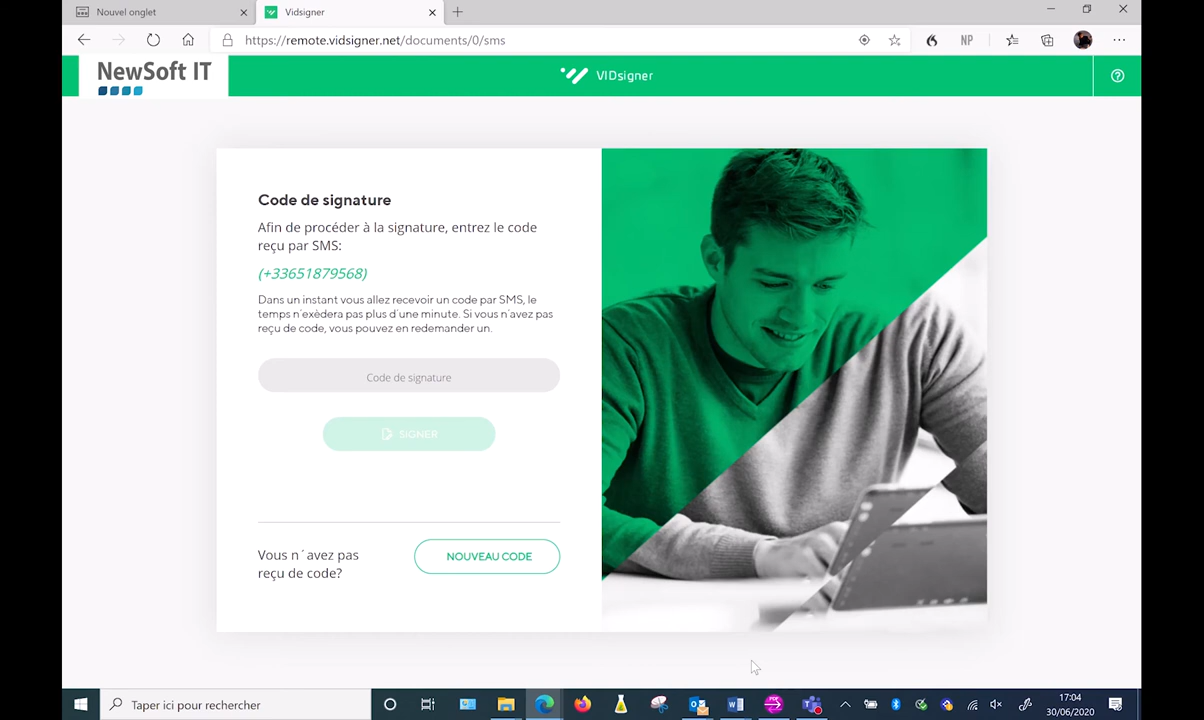 Nouvel onglet
Vidsigner
https://remote.vidsigner.net/documents/0/sms
NP
NewSoft IT
VIDsigner
Code de signature
Afin de procéder à la signature, entrez le code
reçu par SMS:
(+33651879568)
Dans un instant vous allez recevoir un code par SMS, le
temps n´exèdera pas plus d´une minute. Si vous n´avez pas
reçu de code, vous pouvez en redemander un.
Code de signature
SIGNER
Vous n´avez pas
reçu de code?
NOUVEAU CODE
Taper ici pour rechercher
17:04
30/06/2020